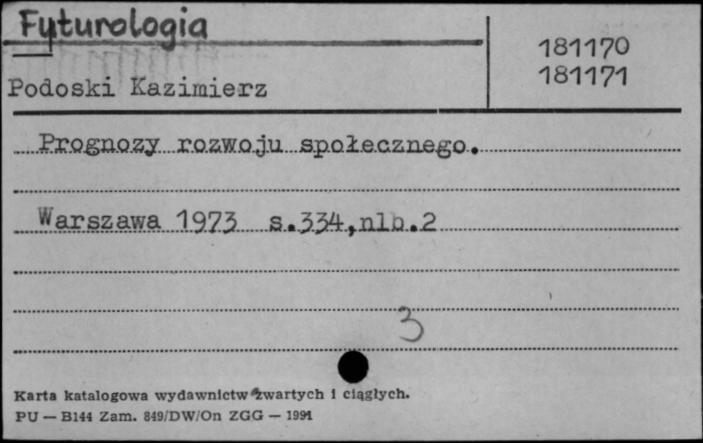 Futurologia
181170
181171
Podoski Kazimierz
Prognozy rozwoju społecznego.
Warszawa 1973 s.334,nlb.2
3
Karta katalogowa wydawnictw zwartych i ciągłych.
PU — B144 Zam. 849/DW/On ZGG — 1991